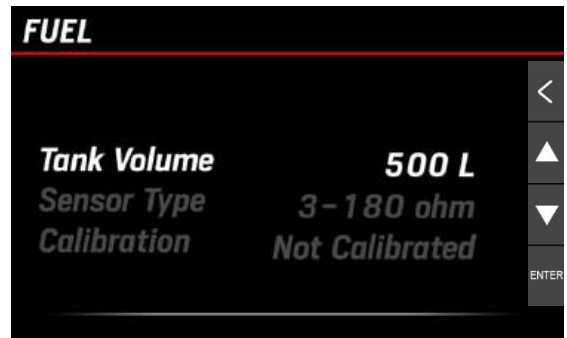 FUEL
Tank Volume 500 L
Sensor Type 3-180 ohm
Calibration Not Calibrated
ENTER